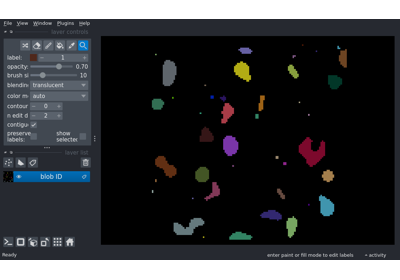 File View Window Plugins Help
layer controls
label: 1
opacity: 0.70
brush si 10
blending translucent
color m auto
contour 0
n edit d 2
contigu
preserve labels: show selected
layer list
blob ID
Ready enter paint or fill mode to edit labels activity